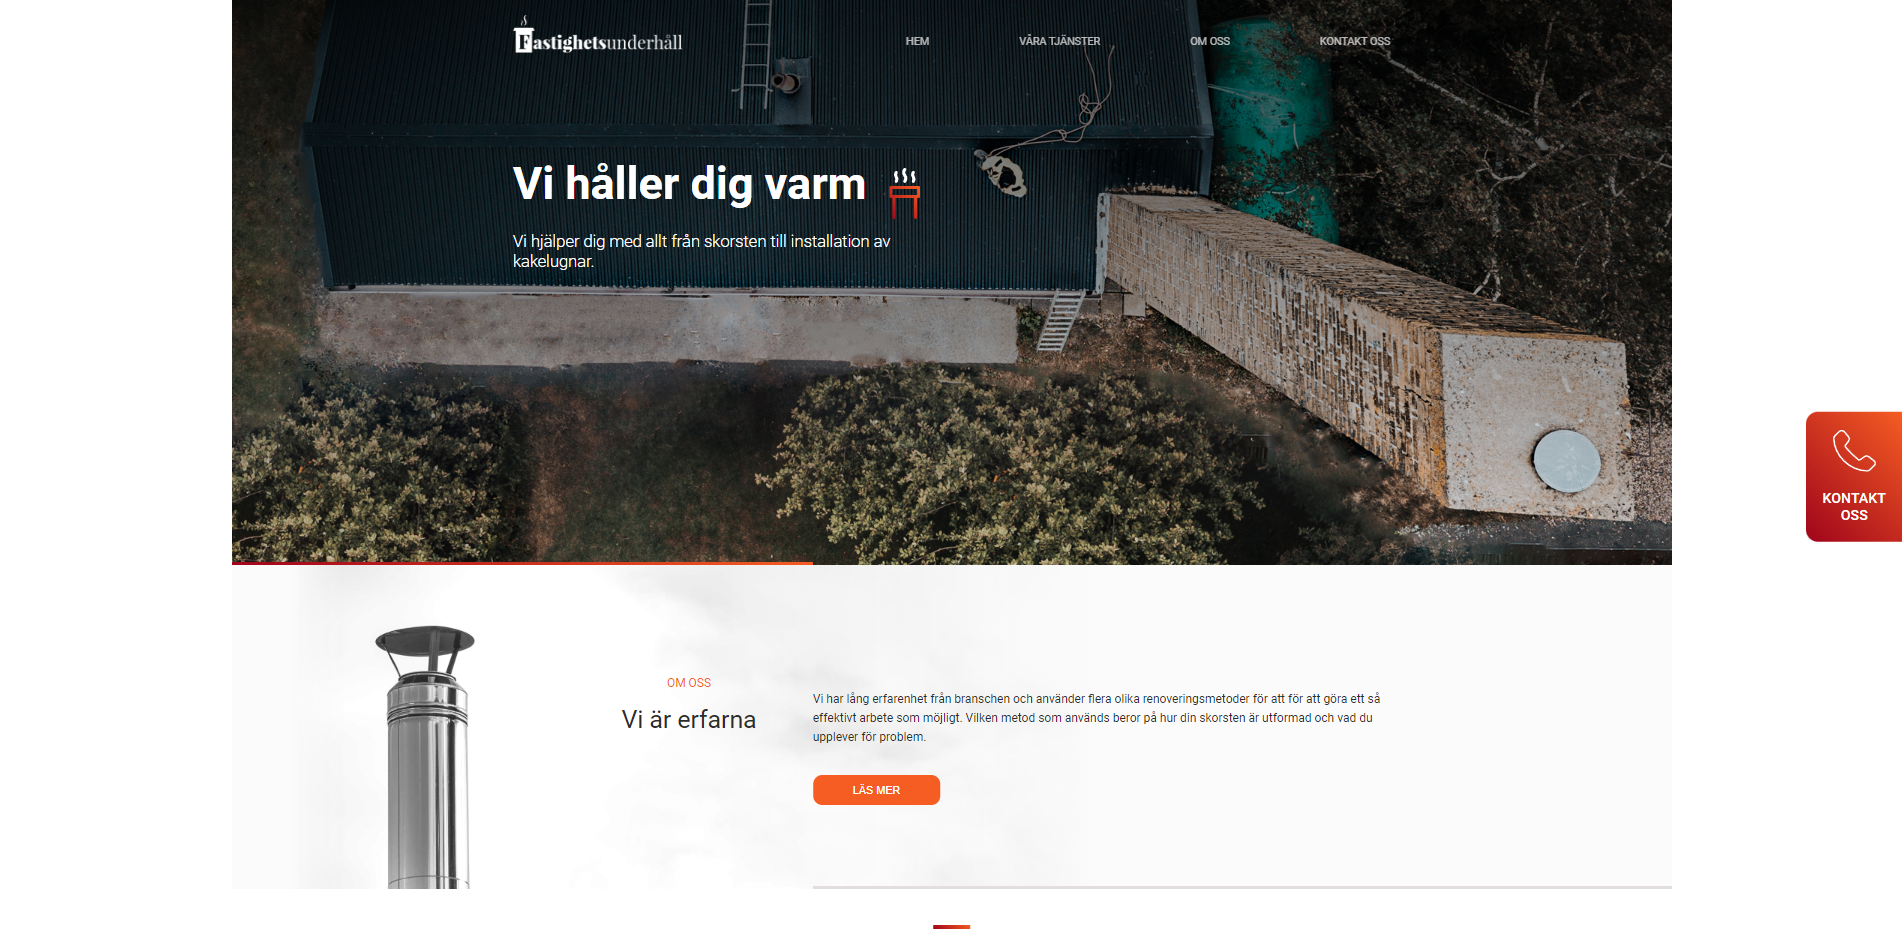 Fastighetsunderhåll
HEM
VÅRA TJÄNSTER
OM OSS
KONTAKT OSS
Vi håller dig varm
Vi hjälper dig med allt från skorsten till installation av
kakelugnar.
KONTAKT
OSS
OM OSS
Vi är erfarna
Vi har lång erfarenhet från branschen och använder flera olika renoveringsmetoder för att för att göra ett så
effektivt arbete som möjligt. Vilken metod som används beror på hur din skorsten är utformad och vad du
upplever för problem.
LÄS MER